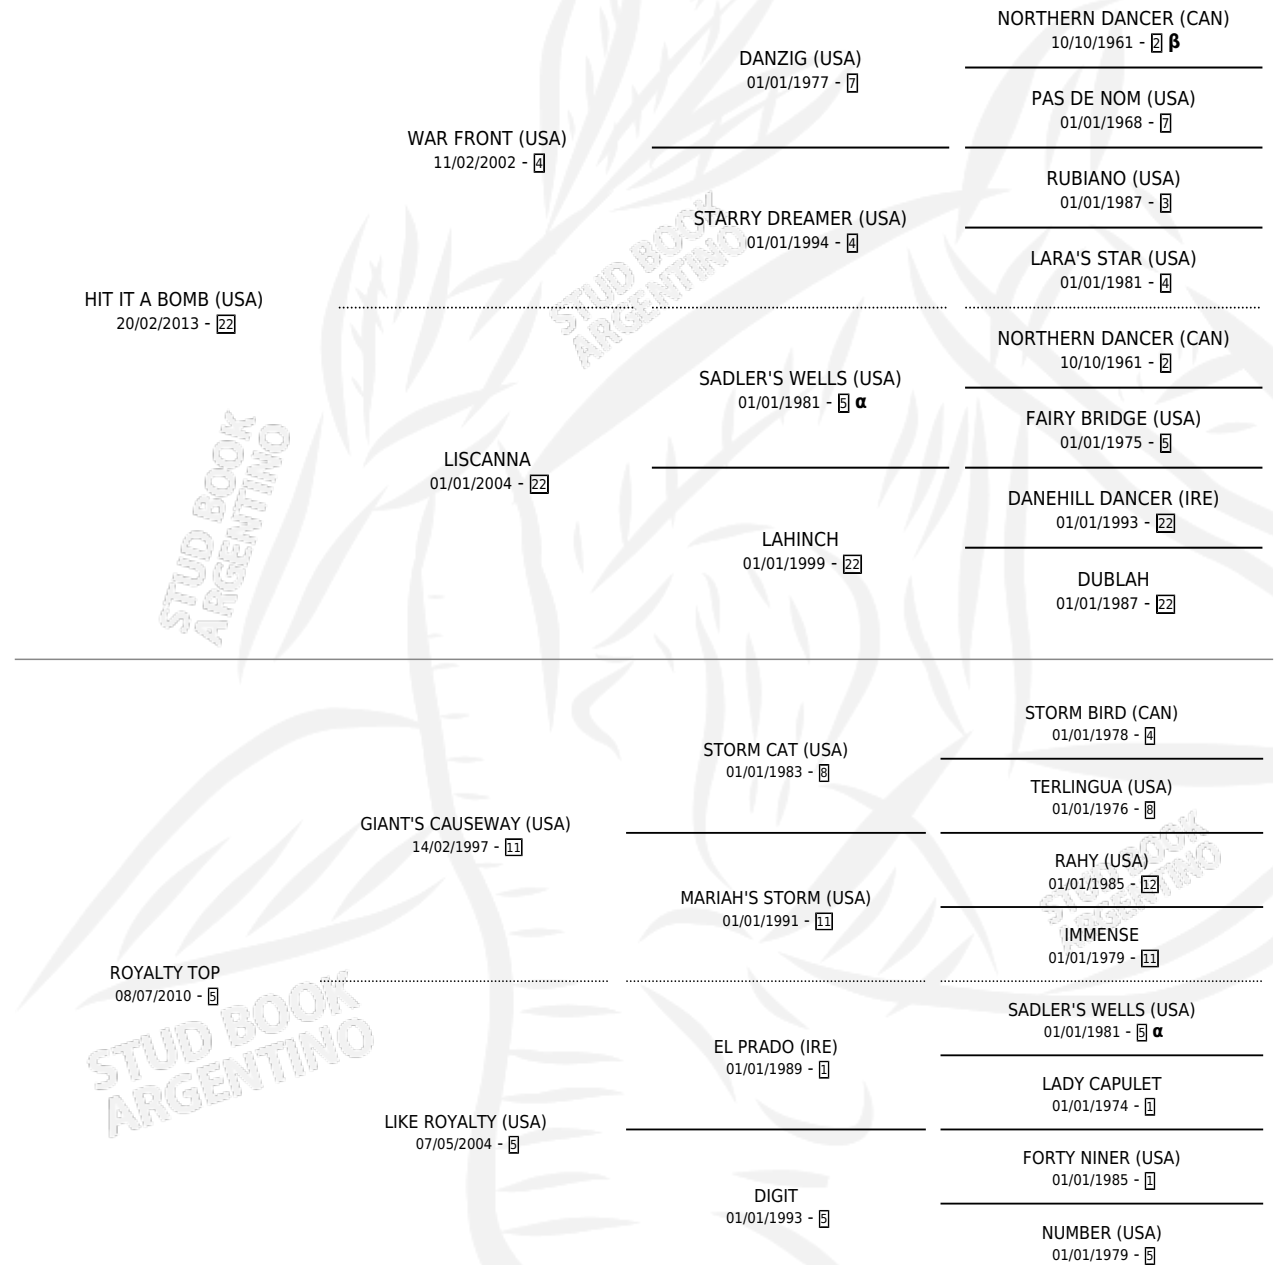 NORTHERN DANCER (CAN)
10/10/1961 - 2 β
DANZIG (USA)
01/01/1977 - 7
PAS DE NOM (USA)
01/01/1968 - 7
WAR FRONT (USA)
11/02/2002 - 4
RUBIANO (USA)
01/01/1987 - 3
STARRY DREAMER (USA)
01/01/1994 - 4
LARA'S STAR (USA)
01/01/1981 - 4
HIT IT A BOMB (USA)
20/02/2013 - 22
NORTHERN DANCER (CAN)
10/10/1961 - 2
SADLER'S WELLS (USA)
01/01/1981 - 5 α
FAIRY BRIDGE (USA)
01/01/1975 - 5
LISCANNA
01/01/2004 - 22
DANEHILL DANCER (IRE)
01/01/1993 - 22
LAHINCH
01/01/1999 - 22
DUBLAH
01/01/1987 - 22
STORM BIRD (CAN)
01/01/1978 - 4
STORM CAT (USA)
01/01/1983 - 8
TERLINGUA (USA)
01/01/1976 - 8
GIANT'S CAUSEWAY (USA)
14/02/1997 - 11
RAHY (USA)
01/01/1985 - 12
MARIAH'S STORM (USA)
01/01/1991 - 11
IMMENSE
01/01/1979 - 11
ROYALTY TOP
08/07/2010 - 5
SADLER'S WELLS (USA)
01/01/1981 - 5 α
EL PRADO (IRE)
01/01/1989 - 1
LADY CAPULET
01/01/1974 - 1
LIKE ROYALTY (USA)
07/05/2004 - 5
FORTY NINER (USA)
01/01/1985 - 1
DIGIT
01/01/1993 - 5
NUMBER (USA)
01/01/1979 - 5
STUD BOOK
ARGENTINO
STUD BOOK
ARGENTINO
STUD BOOK
ARGENTINO
STUD BOOK
ARGENTINO